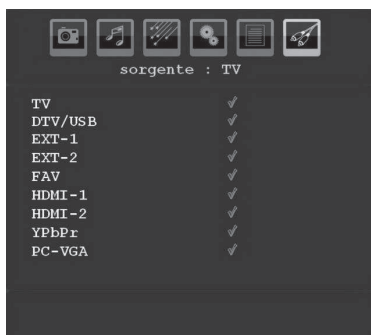 sorgente : TV
TV
DTV/USB
EXT-1
EXT-2
FAV
HDMI-1
HDMI-2
YPbPr
PC-VGA